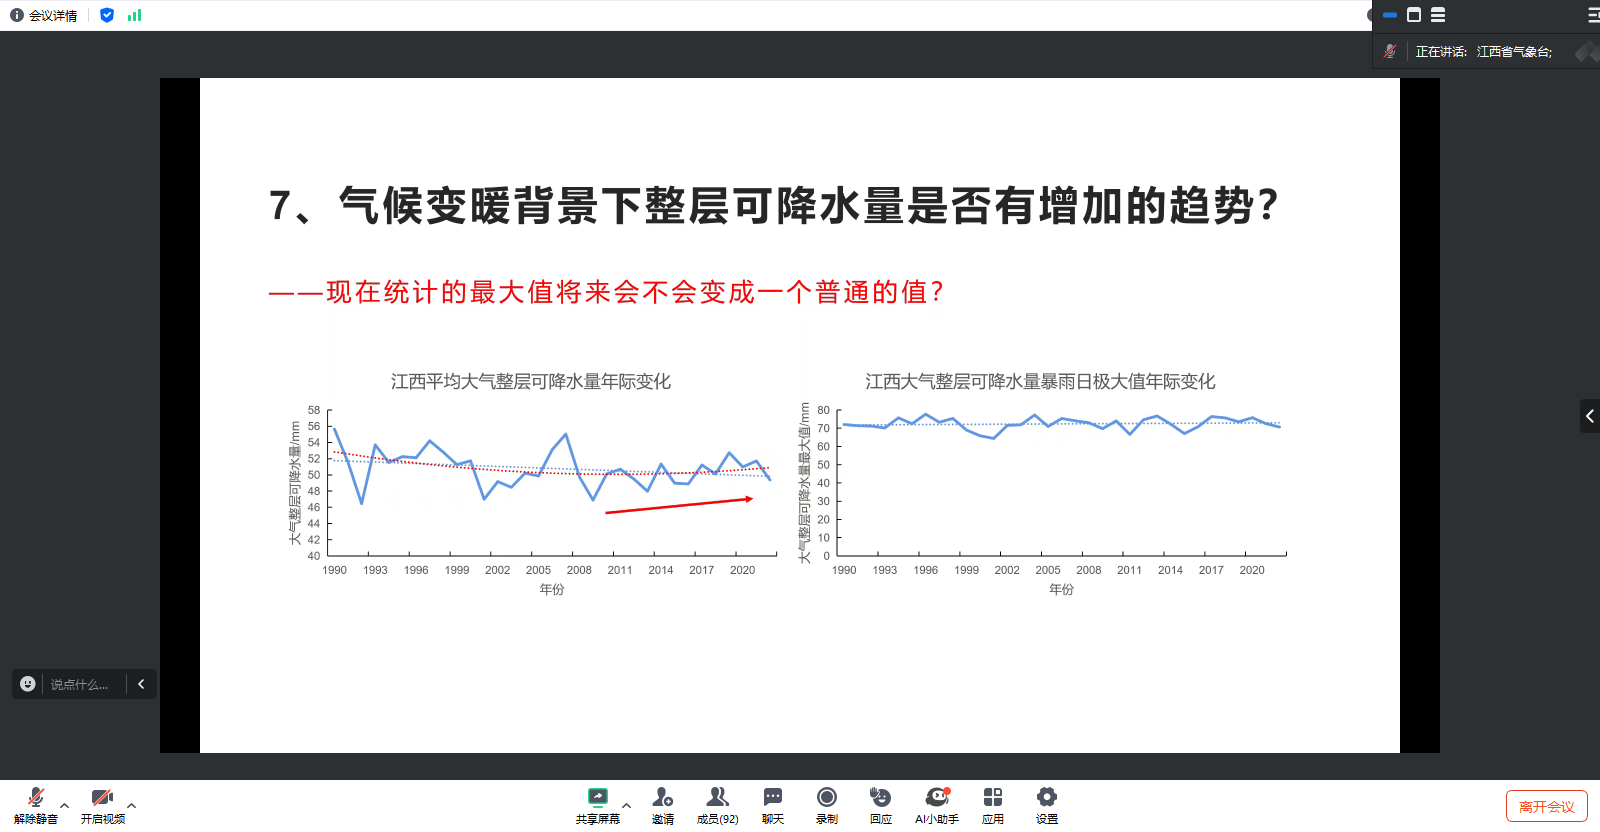 会议详情
正在讲话: 江西省气象台;
7、气候变暖背景下整层可降水量是否有增加的趋势？
——现在统计的最大值将来会不会变成一个普通的值？
江西平均大气整层可降水量年际变化
大气整层可降水量/mm
58
56
54
52
50
48
46
44
42
40
1990 1993 1996 1999 2002 2005 2008 2011 2014 2017 2020
年份
江西大气整层可降水量暴雨日极大值年际变化
大气整层可降水量最大值/mm
80
70
60
50
40
30
20
10
0
1990 1993 1996 1999 2002 2005 2008 2011 2014 2017 2020
年份
说点什么...
解除静音 开启视频 共享屏幕 邀请 成员(92) 聊天 录制 回应 AI小助手 应用 设置 离开会议